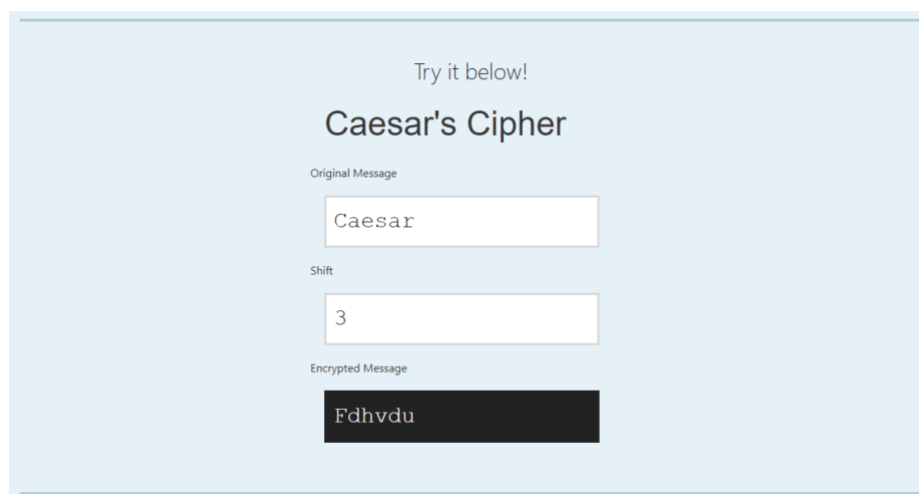 Try it below!
Caesar's Cipher
Original Message
Caesar
Shift
3
Encrypted Message
Fdhvdu